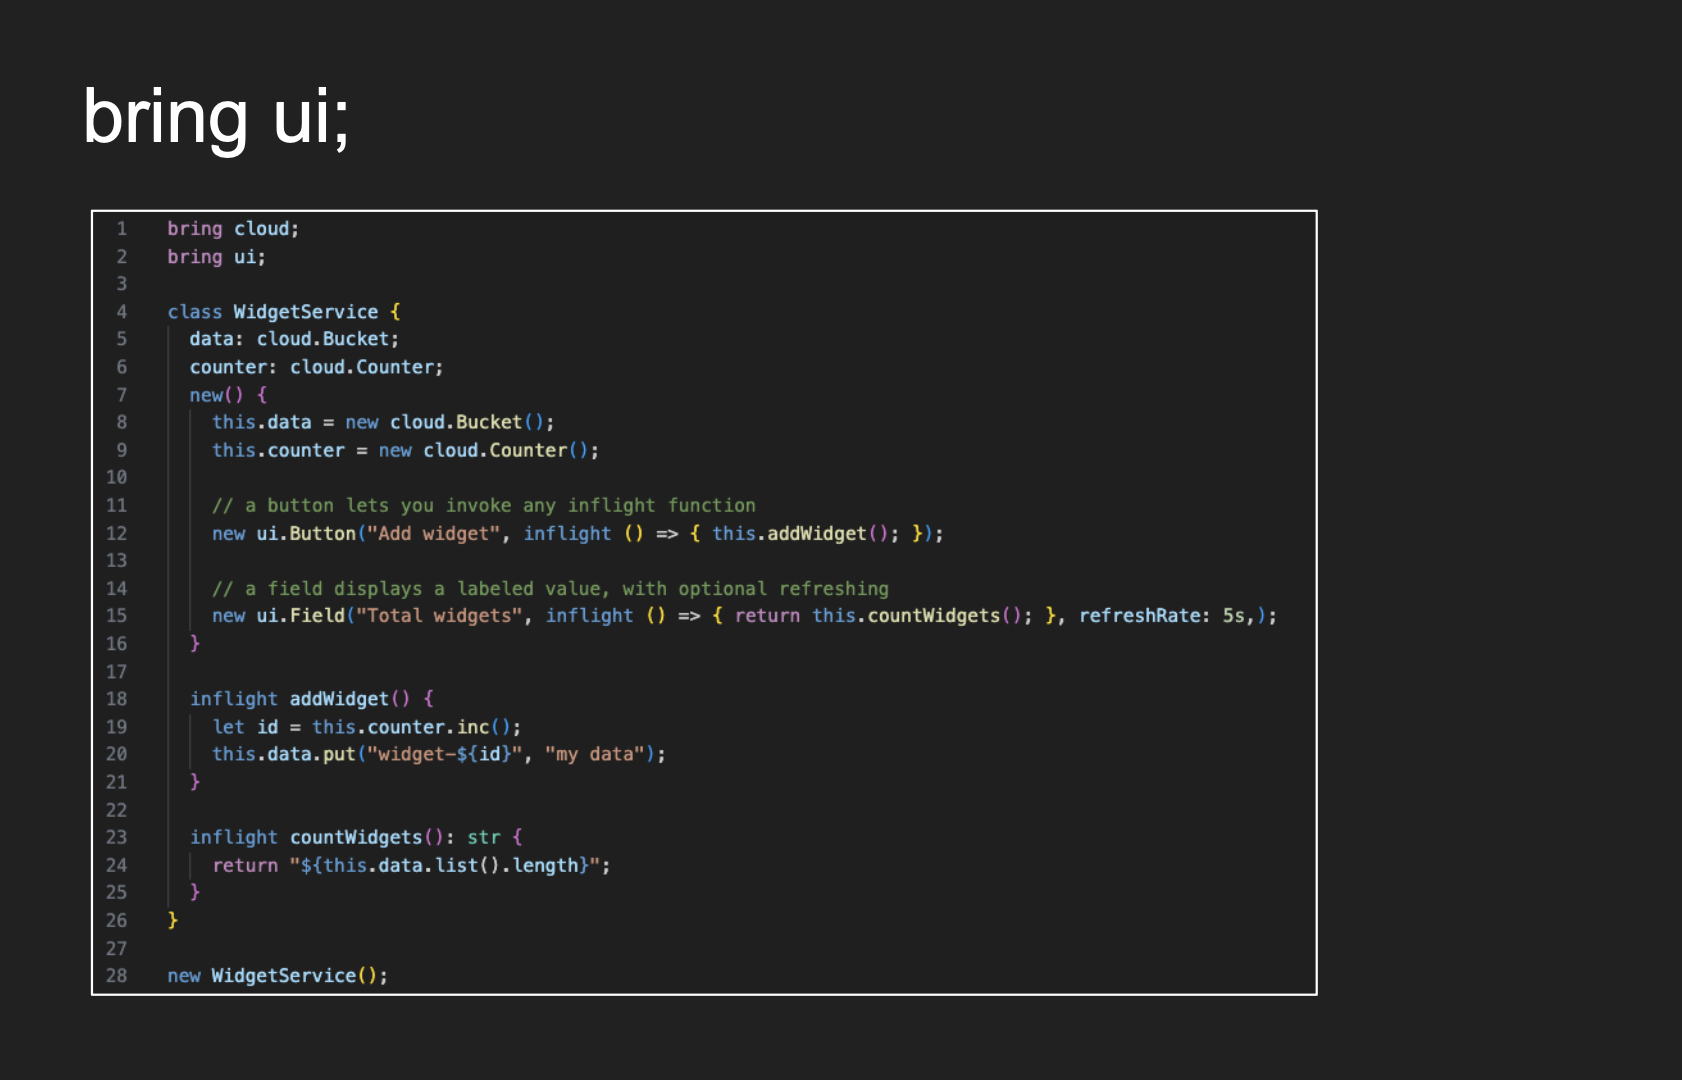 bring ui;
1 bring cloud;
2 bring ui;
3
4 class WidgetService {
5 data: cloud.Bucket;
6 counter: cloud.Counter;
7 new() {
8 this.data = new cloud.Bucket();
9 this.counter = new cloud.Counter();
10
11 // a button lets you invoke any inflight function
12 new ui.Button("Add widget", inflight () => { this.addWidget(); });
13
14 // a field displays a labeled value, with optional refreshing
15 new ui.Field("Total widgets", inflight () => { return this.countWidgets(); }, refreshRate: 5s,);
16 }
17
18 inflight addWidget() {
19 let id = this.counter.inc();
20 this.data.put("widget-${id}", "my data");
21 }
22
23 inflight countWidgets(): str {
24 return "${this.data.list().length}";
25 }
26 }
27
28 new WidgetService();